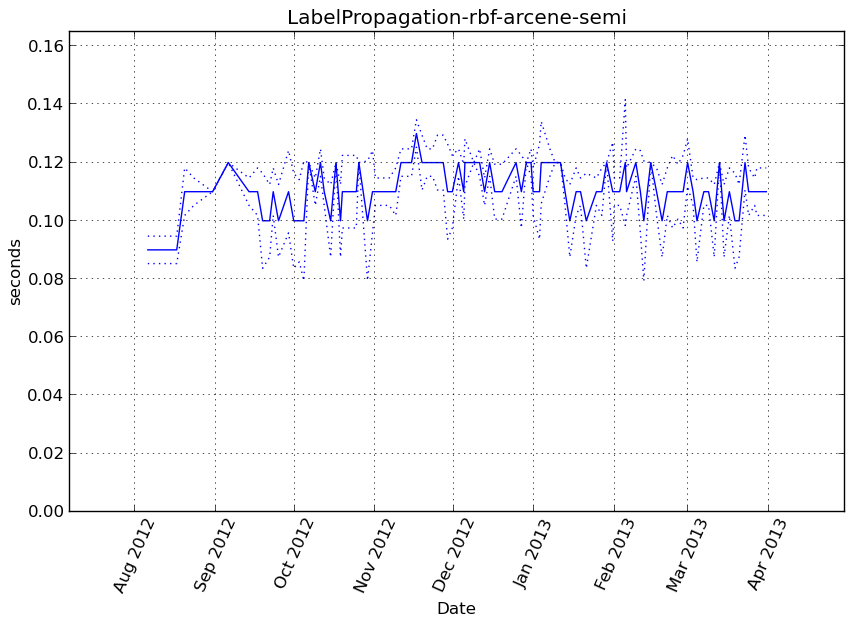 LabelPropagation-rbf-arcene-semi
0.16
0.14
0.12
0.10
0.08
0.06
0.04
0.02
0.00
seconds
Aug 2012
Sep 2012
Oct 2012
Nov 2012
Dec 2012
Jan 2013
Feb 2013
Mar 2013
Apr 2013
Date